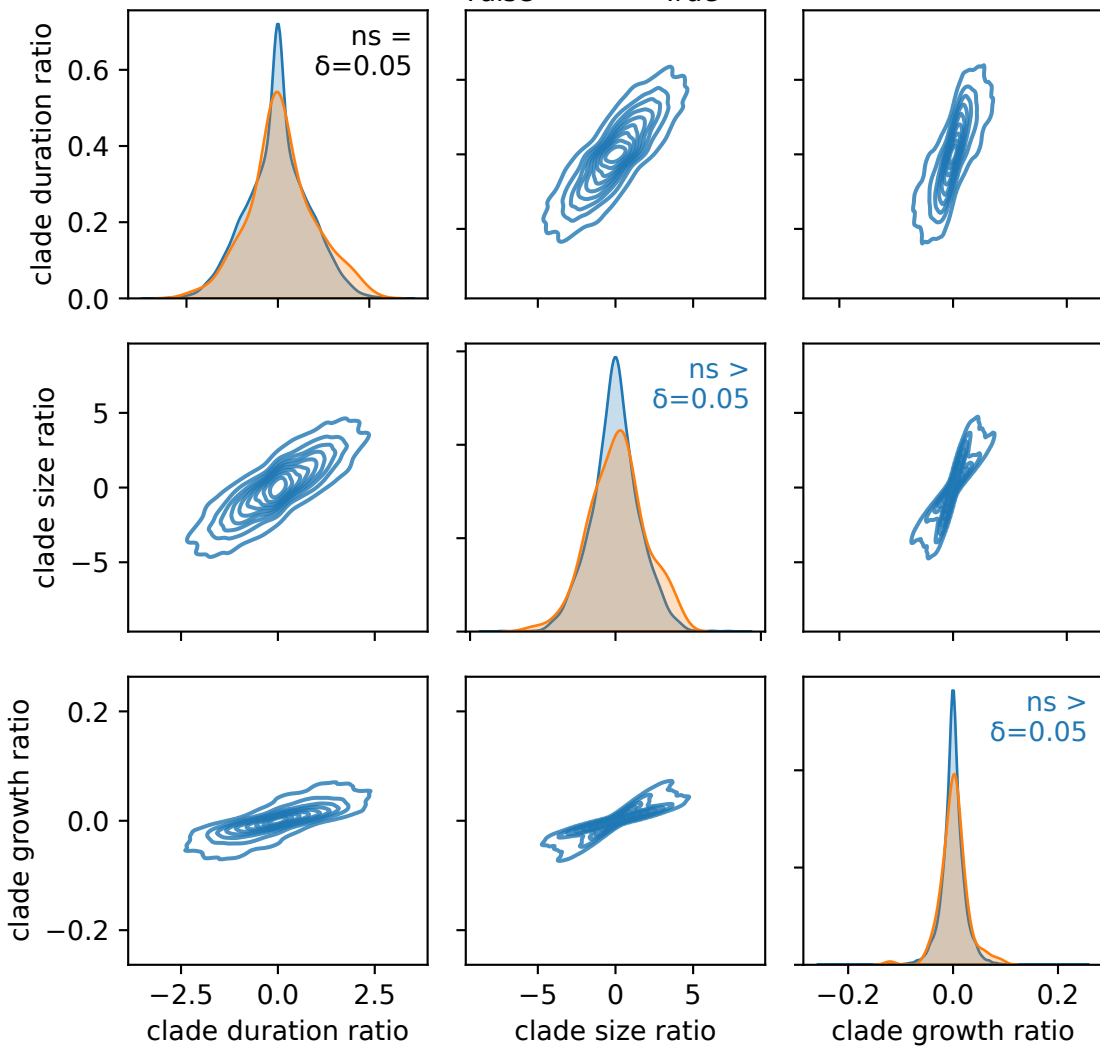 clade duration ratio
0.6
0.4
0.2
0.0
ns =
δ=0.05
clade size ratio
5
0
−5
ns >
δ=0.05
clade growth ratio
0.2
0.0
−0.2
ns >
δ=0.05
−2.5 0.0 2.5
−5 0 5
−0.2 0.0 0.2
clade duration ratio
clade size ratio
clade growth ratio